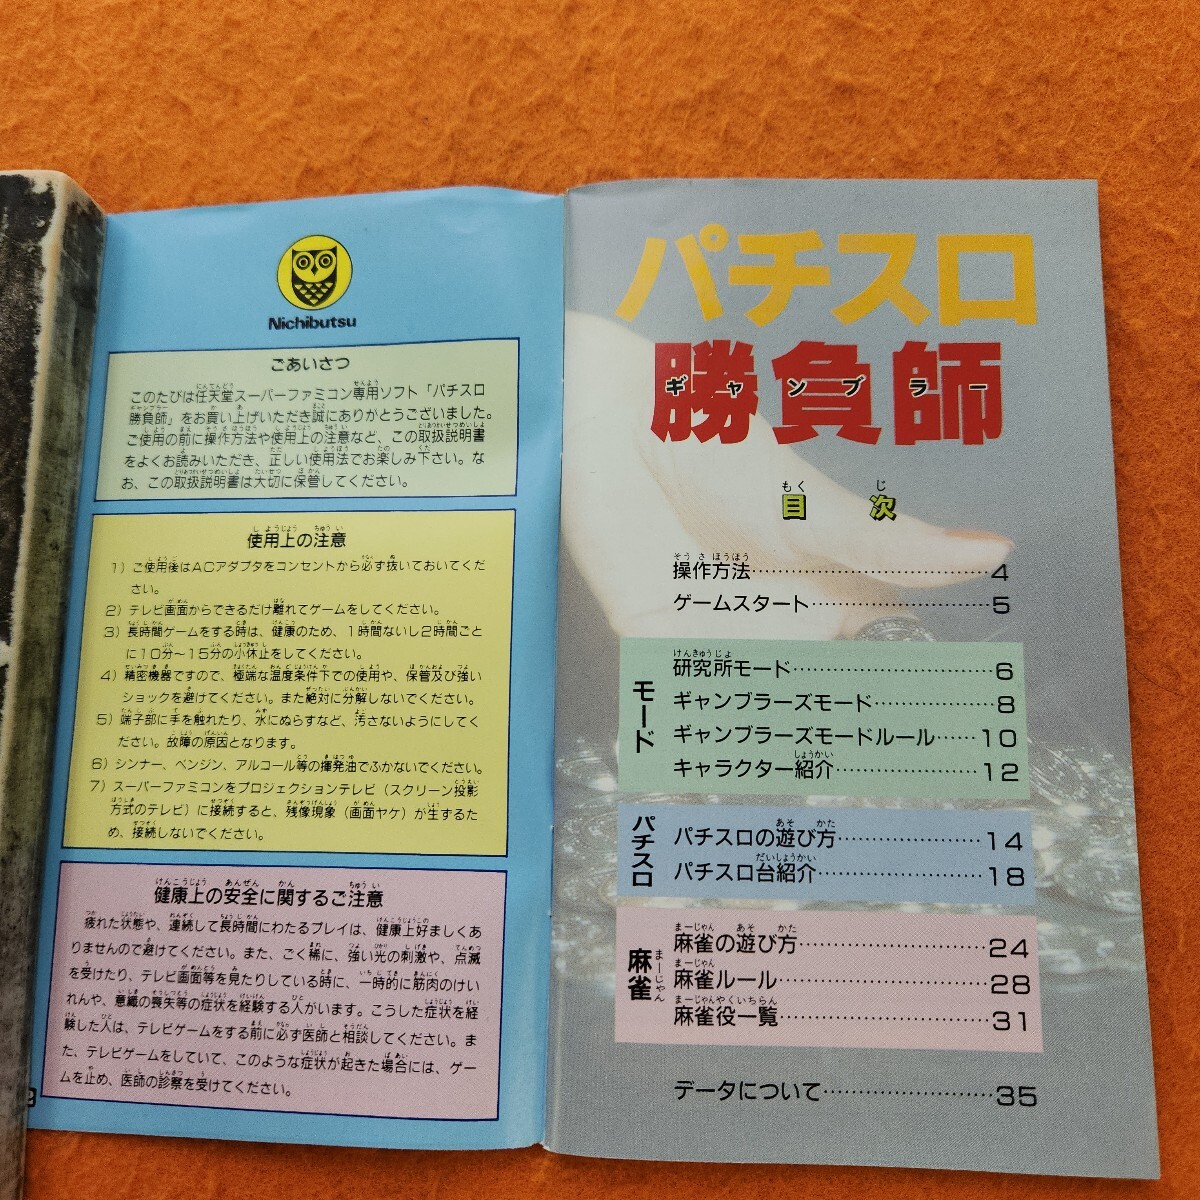 Nichibutsu
ごあいさつ
このたびは任天堂スーパーファミコン専用ソフト「パチスロ
勝負師」をお買い上げいただき誠にありがとうございました。
ご使用の前に操作方法や使用上の注意など、この取扱説明書
をよくお読みいただき、正しい使用法でお楽しみ下さい。な
お、この取扱説明書は大切に保管してください。
使用上の注意
1）ご使用後はACアダプタをコンセントから必ず抜いておいてくだ
さい。
2）テレビ画面からできるだけ離れてゲームをしてください。
3）長時間ゲームをする時は、健康のため、1時間ないし2時間ごと
に10分〜15分の小休止をしてください。
4）精密機器ですので、極端な温度条件下での使用や、保管及び強い
ショックを避けてください。また絶対に分解しないでください。
5）端子部に手を触れたり、水にぬらすなど、汚さないようにしてく
ださい。故障の原因となります。
6）シンナー、ベンジン、アルコール等の揮発油でふかないでください。
7）スーパーファミコンをプロジェクションテレビ（スクリーン投影
方式のテレビ）に接続すると、残像現象（画面ヤケ）が生ずるた
め、接続しないでください。
健康上の安全に関するご注意
疲れた状態や、連続して長時間にわたるプレイは、健康上好ましくあ
りませんので避けてください。また、ごく稀に、強い光の刺激や、点滅
を受けたり、テレビ画面等を見たりしている時に、一時的に筋肉のけい
れんや、意識の喪失等の症状を経験する人がいます。こうした症状を経
験した人は、テレビゲームをする前に必ず医師と相談してください。ま
た、テレビゲームをしていて、このような症状が起きた場合には、ゲー
ムを止め、医師の診察を受けてください。
パチスロ
勝負師
ギャンブラー
もくじ
目次
操作方法……………………4
ゲームスタート……………………5
モード
研究所モード……………………6
ギャンブラーズモード……………8
ギャンブラーズモードルール……10
キャラクター紹介………………12
パチスロ
パチスロの遊び方………………14
パチスロ台紹介…………………18
麻雀
まーじゃん
麻雀の遊び方……………………24
麻雀ルール………………………28
麻雀役一覧………………………31
データについて…………………35